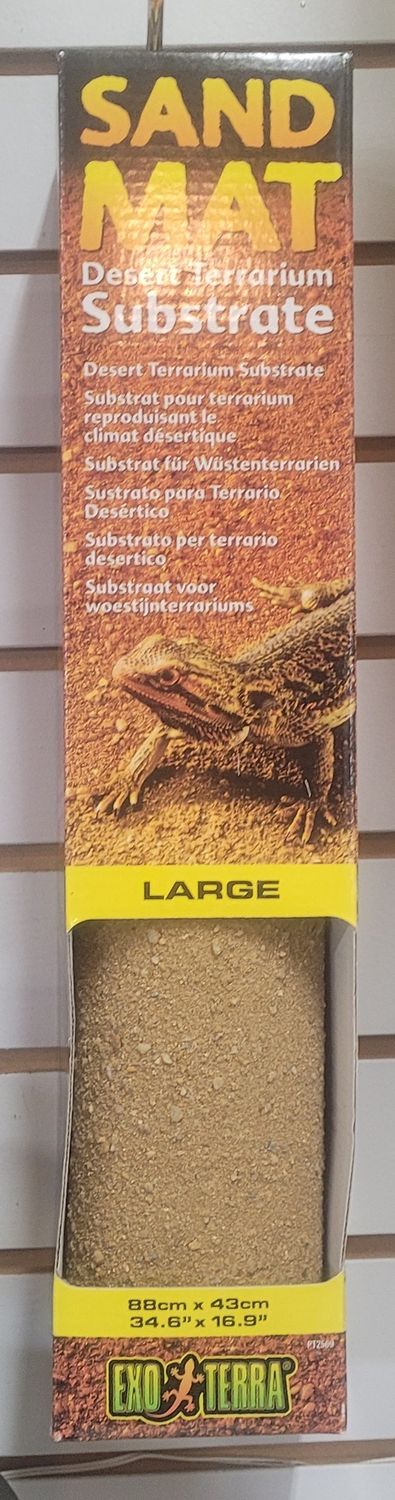 SAND
MAT
Desert Terrarium
Substrate
Desert Terrarium Substrate
Substrat pour terrarium
reproduisant le
climat désertique
Substrat für Wüstenterrarien
Sustrato para Terrario
Desértico
Substrato per terrario
desertico
Substraat voor
woestijnterrariums
LARGE
88cm x 43cm
34.6" x 16.9"
PT2569
EXO TERRA®